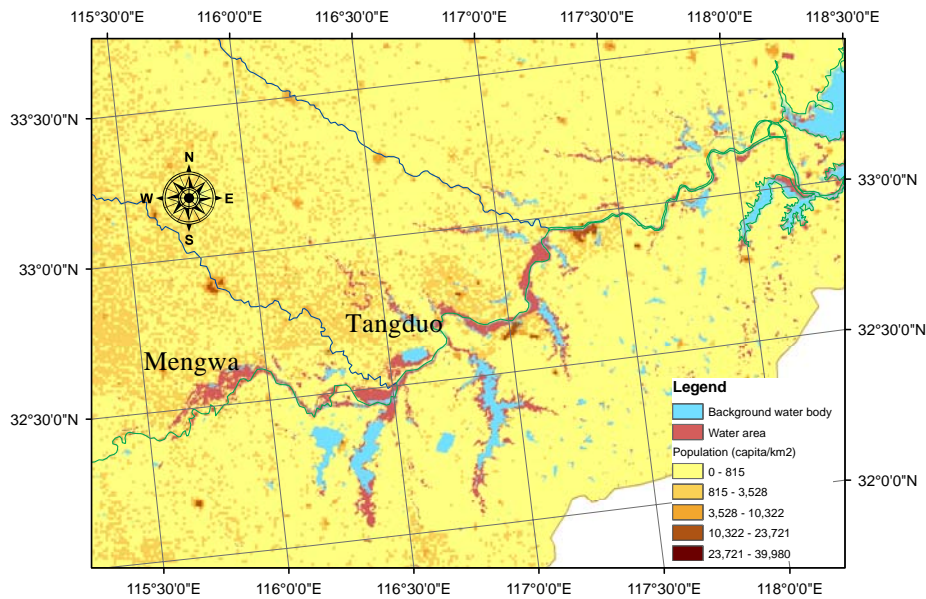 115°30'0"E 116°0'0"E 116°30'0"E 117°0'0"E 117°30'0"E 118°0'0"E 118°30'0"E
33°30'0"N
33°0'0"N
32°30'0"N
N
W E
S
Tangduo
Mengwa
33°0'0"N
32°30'0"N
32°0'0"N
Legend
Background water body
Water area
Population (capita/km2)
0 - 815
815 - 3,528
3,528 - 10,322
10,322 - 23,721
23,721 - 39,980
115°30'0"E 116°0'0"E 116°30'0"E 117°0'0"E 117°30'0"E 118°0'0"E